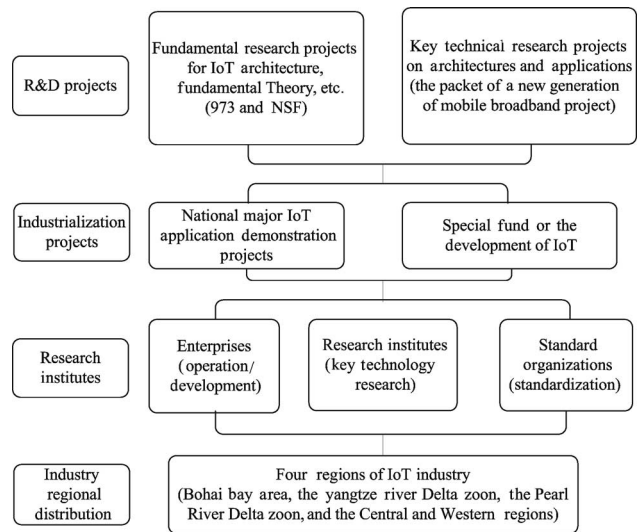 R&D projects
Fundamental research projects
for IoT architecture,
fundamental Theory, etc.
(973 and NSF)
Key technical research projects
on architectures and applications
(the packet of a new generation
of mobile broadband project)
Industrialization
projects
National major IoT
application demonstration
projects
Special fund or the
development of IoT
Research
institutes
Enterprises
(operation/
development)
Research institutes
(key technology
research)
Standard
organizations
(standardization)
Industry
regional
distribution
Four regions of IoT industry
(Bohai bay area, the yangtze river Delta zoon, the Pearl
River Delta zoon, and the Central and Western regions)